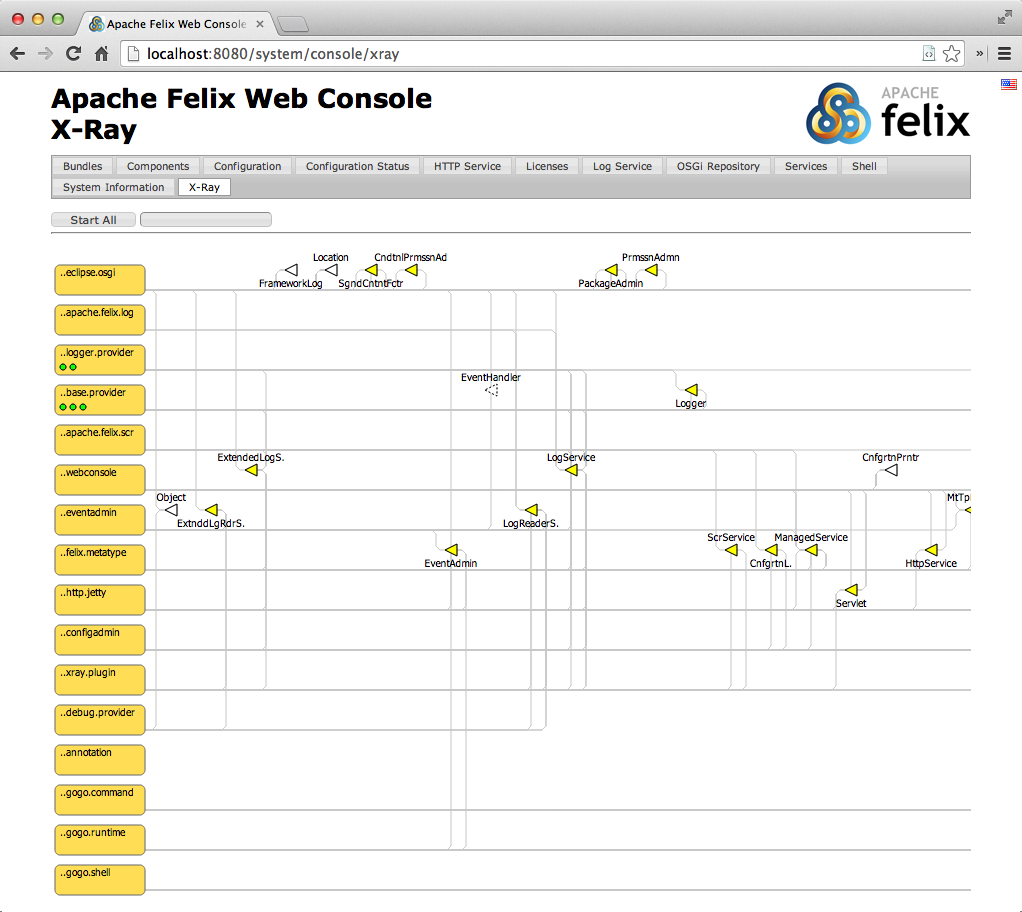 Apache Felix Web Console
localhost:8080/system/console/xray
Apache Felix Web Console
X-Ray
APACHE
felix
Bundles Components Configuration Configuration Status HTTP Service Licenses Log Service OSGi Repository Services Shell
System Information X-Ray
Start All
Location CndtnlPrmssnAd PrmssnAdmn
..eclipse.osgi
FrameworkLog SgndCntntFctr PackageAdmin
..apache.felix.log
..logger.provider
EventHandler
..base.provider
Logger
..apache.felix.scr
ExtendedLogS. LogService CnfgrtnPrntr
..webconsole
Object MtTp
..eventadmin
ExtnddLgRdrS. LogReaderS.
ScrService ManagedService
..felix.metatype
EventAdmin CnfgrtnL. HttpService
..http.jetty
Servlet
..configadmin
..xray.plugin
..debug.provider
..annotation
..gogo.command
..gogo.runtime
..gogo.shell